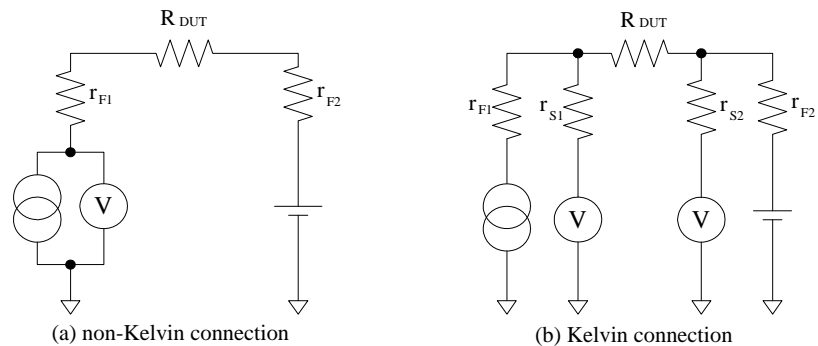 R DUT
r F1
r F2
V
(a) non-Kelvin connection
R DUT
r F1
r S1
r S2
r F2
V
V
(b) Kelvin connection